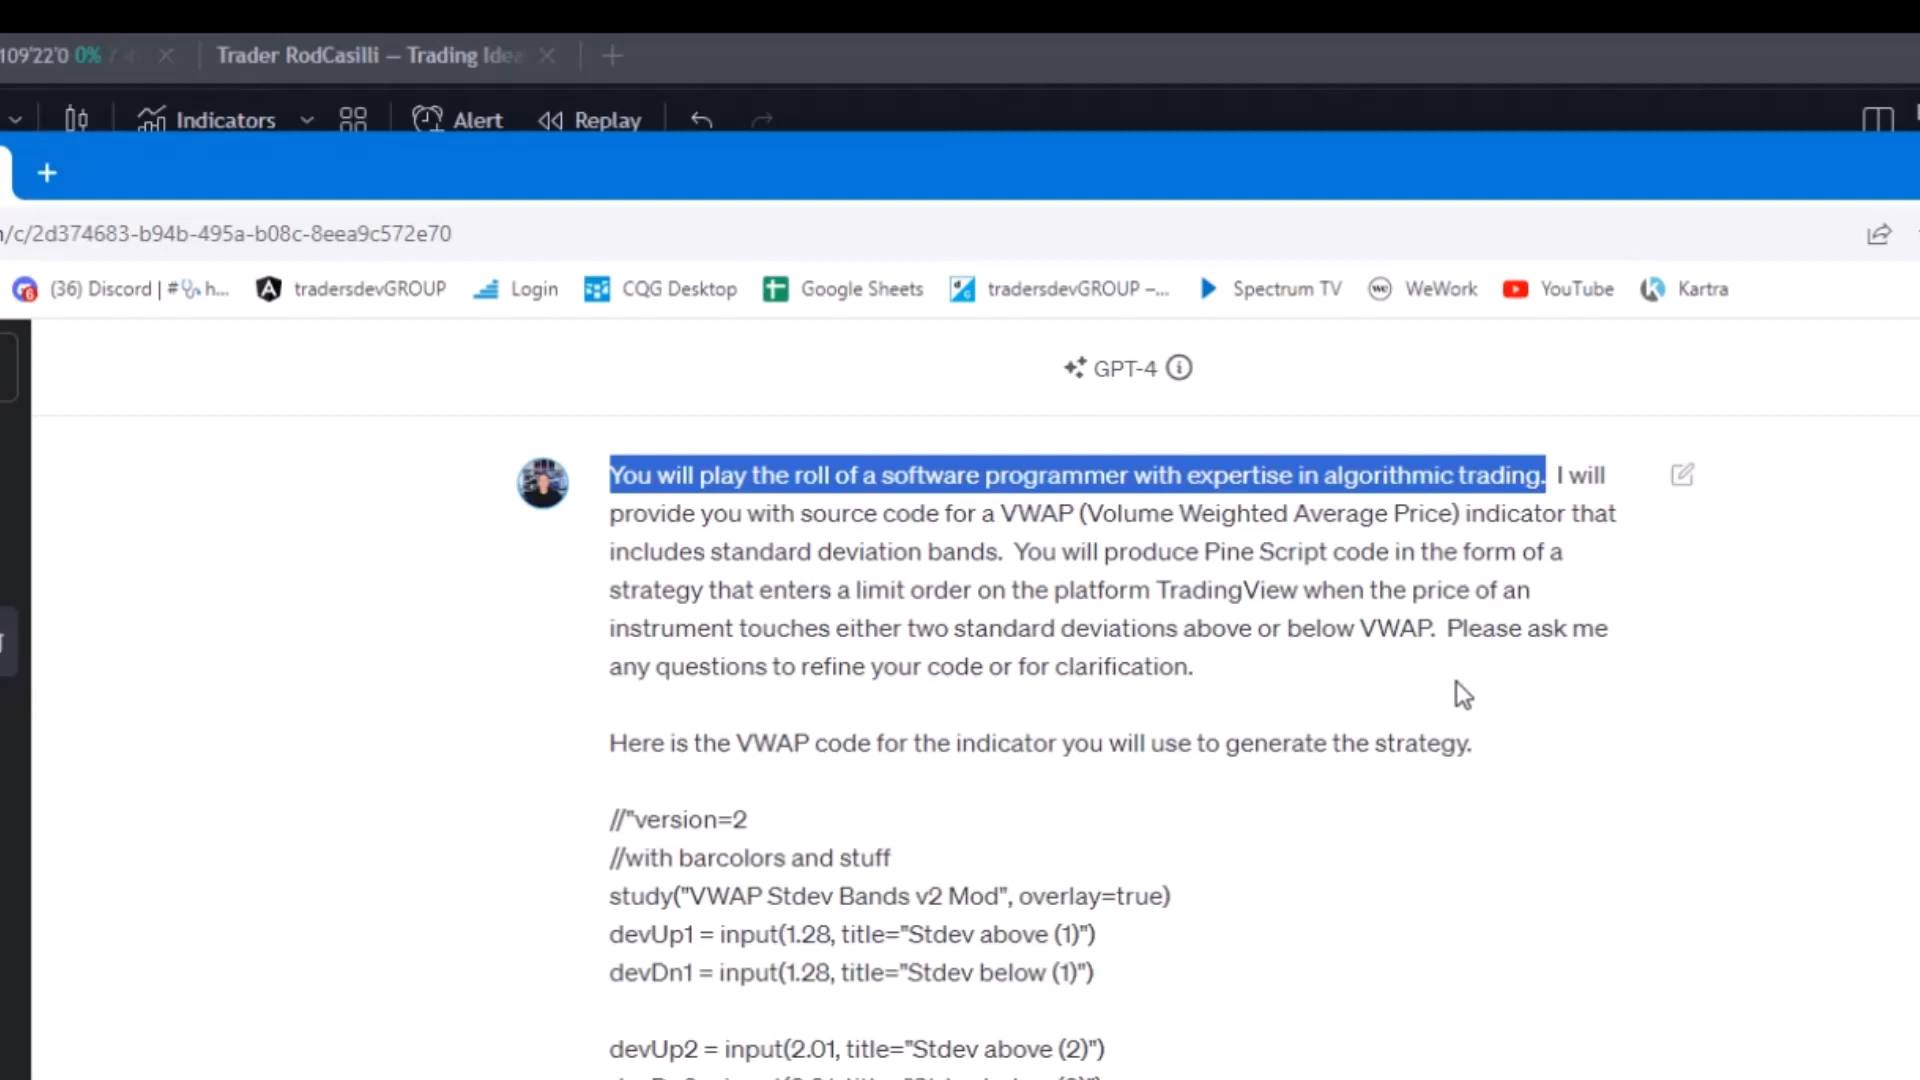 109'22'0 0%
Trader RodCasilli — Trading Idea
Indicators
Alert
Replay
/c/2d374683-b94b-495a-b08c-8eea9c572e70
(36) Discord | # h...
tradersdevGROUP
Login
CQG Desktop
Google Sheets
tradersdevGROUP –...
Spectrum TV
WeWork
YouTube
Kartra
GPT-4
You will play the roll of a software programmer with expertise in algorithmic trading. I will
provide you with source code for a VWAP (Volume Weighted Average Price) indicator that
includes standard deviation bands. You will produce Pine Script code in the form of a
strategy that enters a limit order on the platform TradingView when the price of an
instrument touches either two standard deviations above or below VWAP. Please ask me
any questions to refine your code or for clarification.
Here is the VWAP code for the indicator you will use to generate the strategy.
//"version=2
//with barcolors and stuff
study("VWAP Stdev Bands v2 Mod", overlay=true)
devUp1 = input(1.28, title="Stdev above (1)")
devDn1 = input(1.28, title="Stdev below (1)")
devUp2 = input(2.01, title="Stdev above (2)")